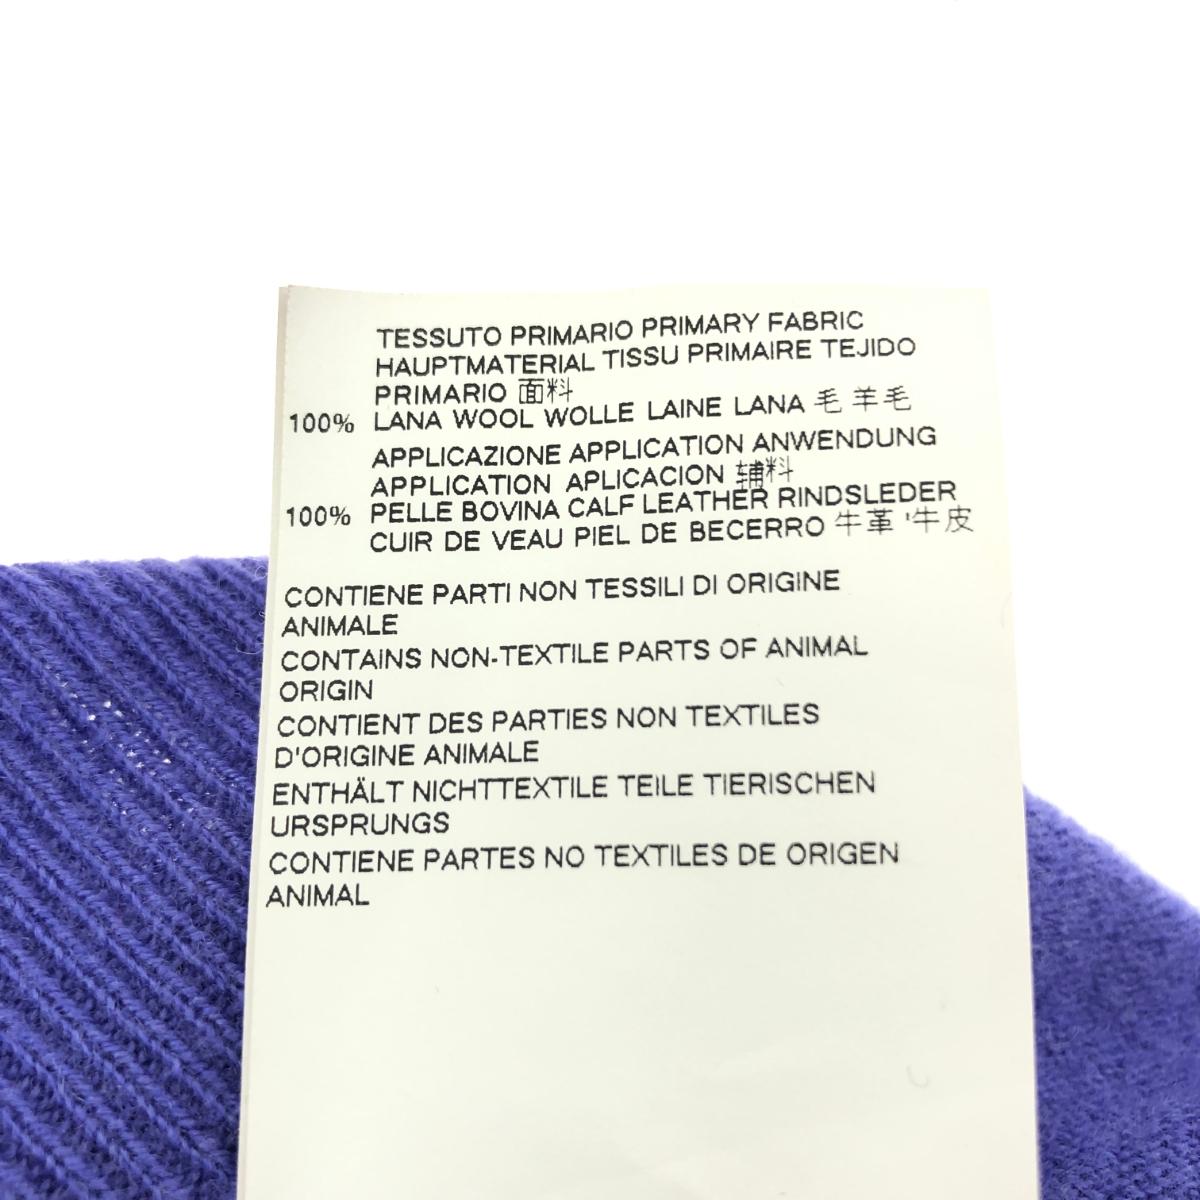 TESSUTO PRIMARIO PRIMARY FABRIC
HAUPTMATERIAL TISSU PRIMAIRE TEJIDO
PRIMARIO 面料
100% LANA WOOL WOLLE LAINE LANA 毛 羊毛
APPLICAZIONE APPLICATION ANWENDUNG
APPLICATION APLICACION 辅料
100% PELLE BOVINA CALF LEATHER RINDSLEDER
CUIR DE VEAU PIEL DE BECERRO 牛革 '牛皮
CONTIENE PARTI NON TESSILI DI ORIGINE
ANIMALE
CONTAINS NON-TEXTILE PARTS OF ANIMAL
ORIGIN
CONTIENT DES PARTIES NON TEXTILES
D'ORIGINE ANIMALE
ENTHÄLT NICHTTEXTILE TEILE TIERISCHEN
URSPRUNGS
CONTIENE PARTES NO TEXTILES DE ORIGEN
ANIMAL